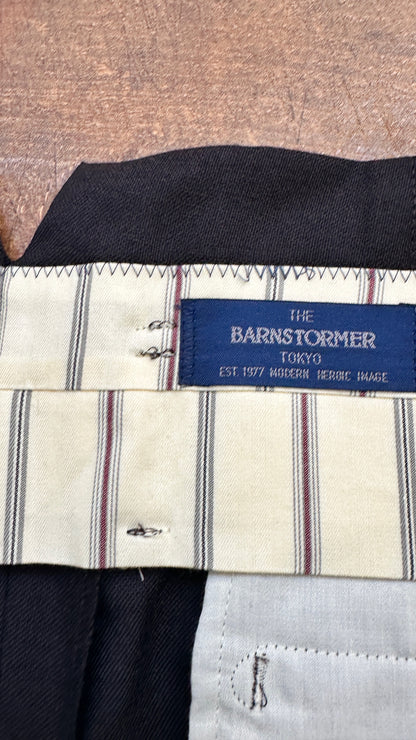 THE
BARNSTORMER
TOKYO
EST. 1977 MODERN HEROIC IMAGE